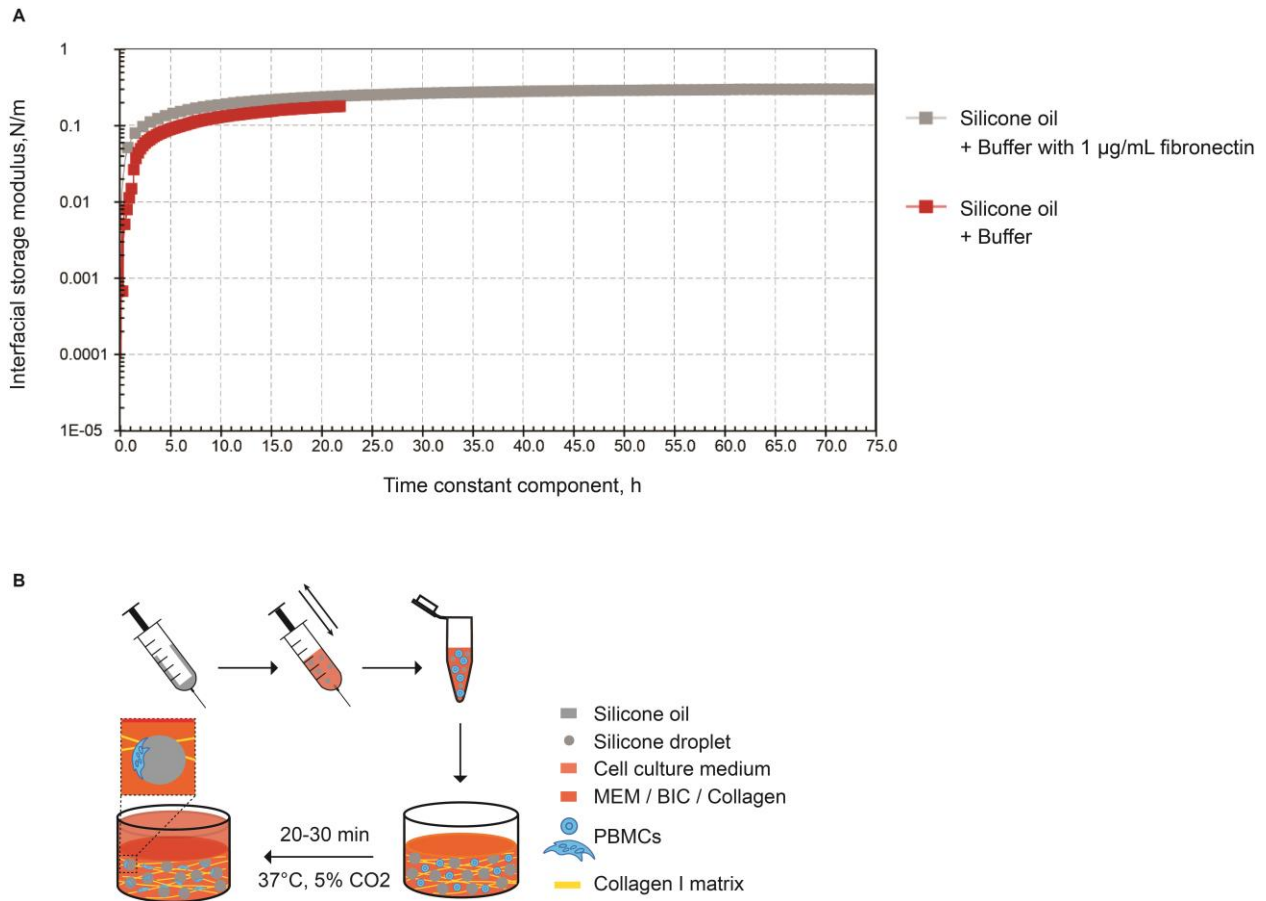 A
Interfacial storage modulus,N/m
1
0.1
0.01
0.001
0.0001
1E-05
0.0 5.0 10.0 15.0 20.0 25.0 30.0 35.0 40.0 45.0 50.0 55.0 60.0 65.0 70.0 75.0
Time constant component, h
Silicone oil
+ Buffer with 1 µg/mL fibronectin
Silicone oil
+ Buffer
B
Silicone oil
Silicone droplet
Cell culture medium
MEM / BIC / Collagen
PBMCs
Collagen I matrix
20-30 min
37°C, 5% CO2